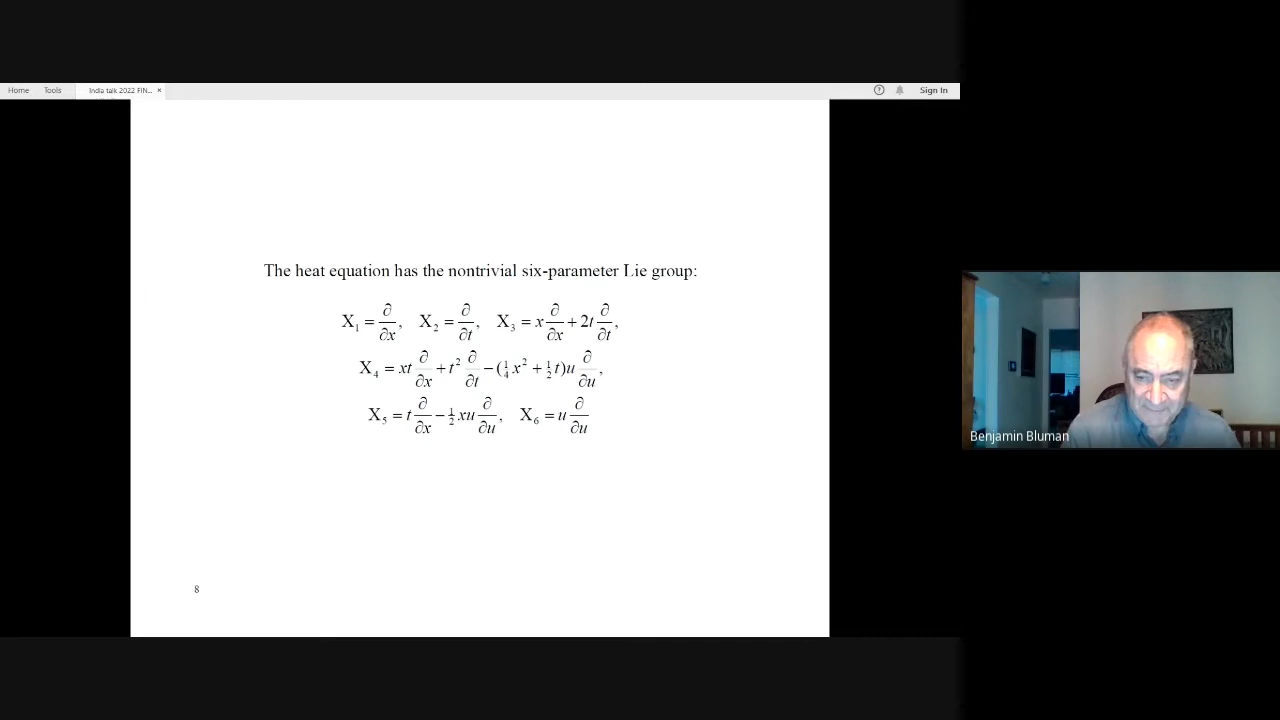 Home Tools India talk 2022 FIN... × ? Sign In
The heat equation has the nontrivial six-parameter Lie group:
X₁ = ∂/∂x, X₂ = ∂/∂t, X₃ = x ∂/∂x + 2t ∂/∂t,
X₄ = xt ∂/∂x + t² ∂/∂t − (¼x² + ½t)u ∂/∂u,
X₅ = t ∂/∂x − ½xu ∂/∂u, X₆ = u ∂/∂u
Benjamin Bluman
8